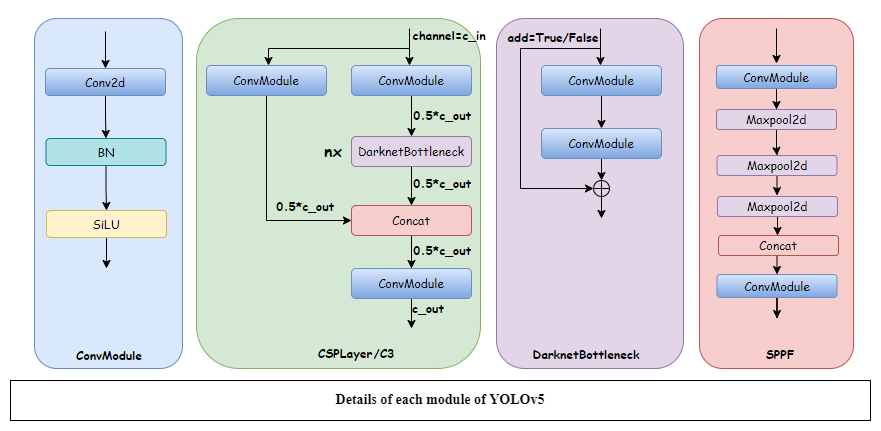 Conv2d
BN
SiLU
ConvModule
channel=c_in
ConvModule
ConvModule
0.5*c_out
nx
DarknetBottleneck
0.5*c_out
0.5*c_out
Concat
0.5*c_out
ConvModule
c_out
CSPLayer/C3
add=True/False
ConvModule
ConvModule
DarknetBottleneck
ConvModule
Maxpool2d
Maxpool2d
Maxpool2d
Concat
ConvModule
SPPF
Details of each module of YOLOv5